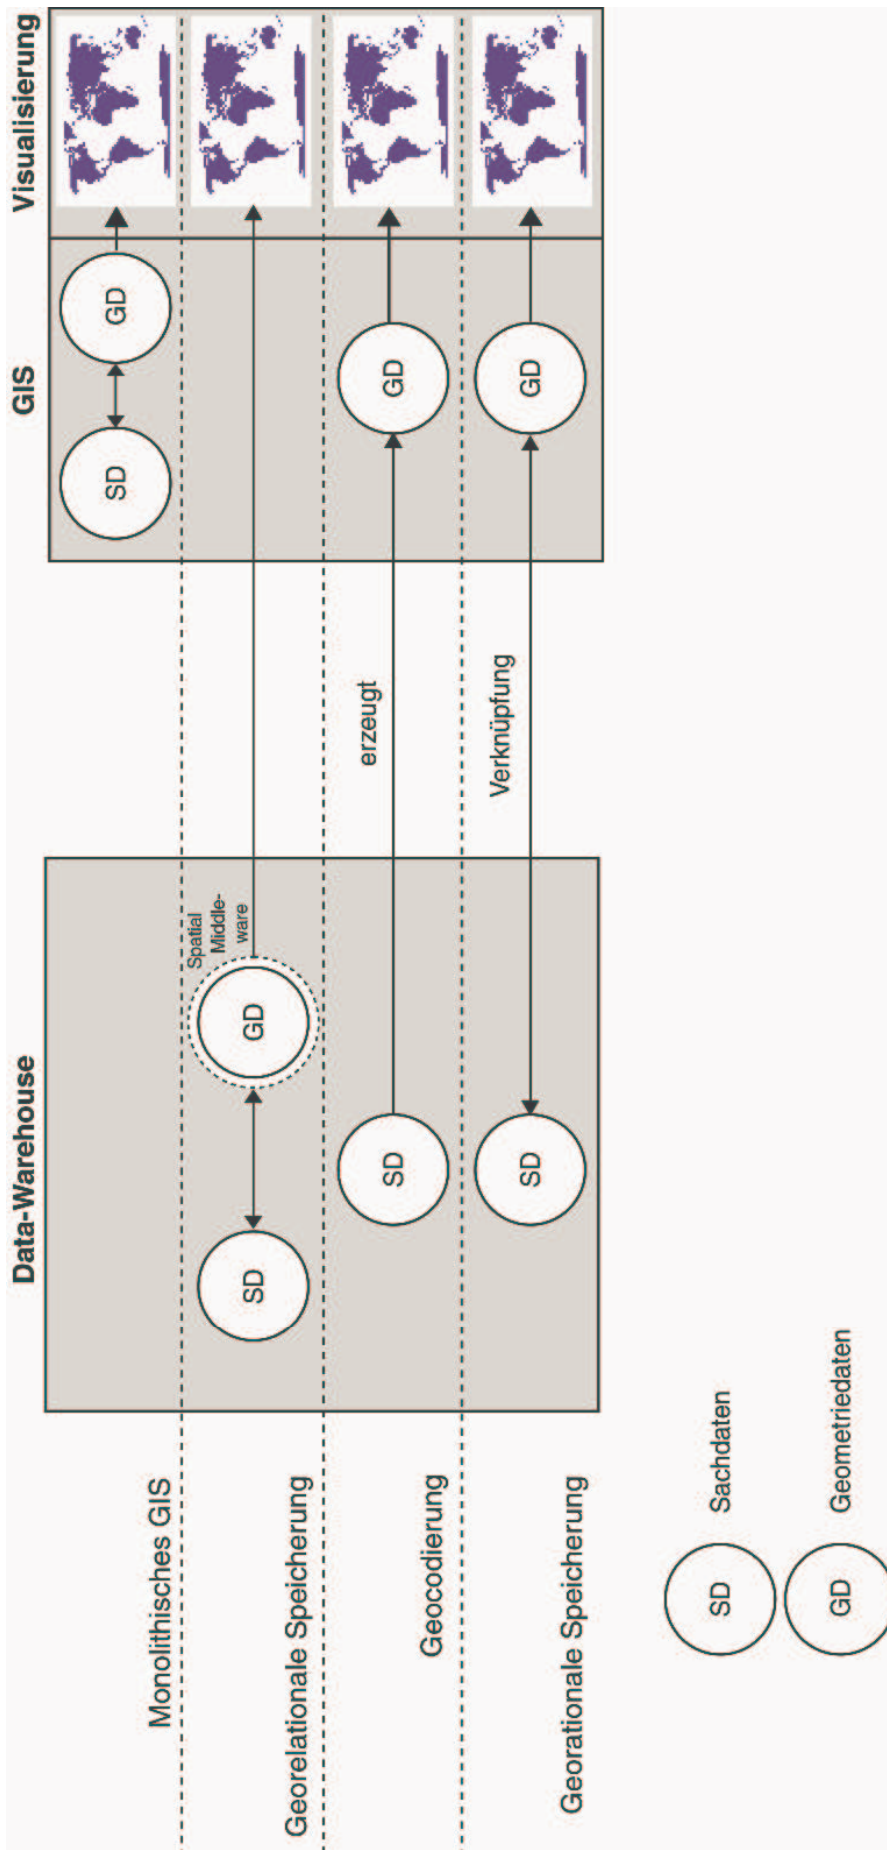 Data-Warehouse
GIS
Visualisierung
Monolithisches GIS
SD
GD
Georelationale Speicherung
SD
GD
Spatial
Middle-
ware
Geocodierung
SD
erzeugt
GD
Georationale Speicherung
SD
Verknüpfung
GD
SD
Sachdaten
GD
Geometriedaten